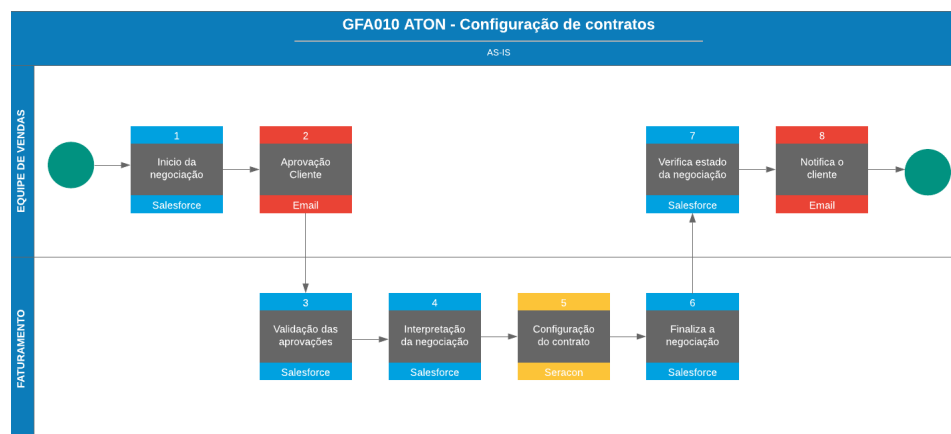 GFA010 ATON - Configuração de contratos
AS-IS
EQUIPE DE VENDAS
1
Inicio da
negociação
Salesforce
2
Aprovação
Cliente
Email
7
Verifica estado
da negociação
Salesforce
8
Notifica o
cliente
Email
FATURAMENTO
3
Validação das
aprovações
Salesforce
4
Interpretação
da negociação
Salesforce
5
Configuração
do contrato
Seracon
6
Finaliza a
negociação
Salesforce